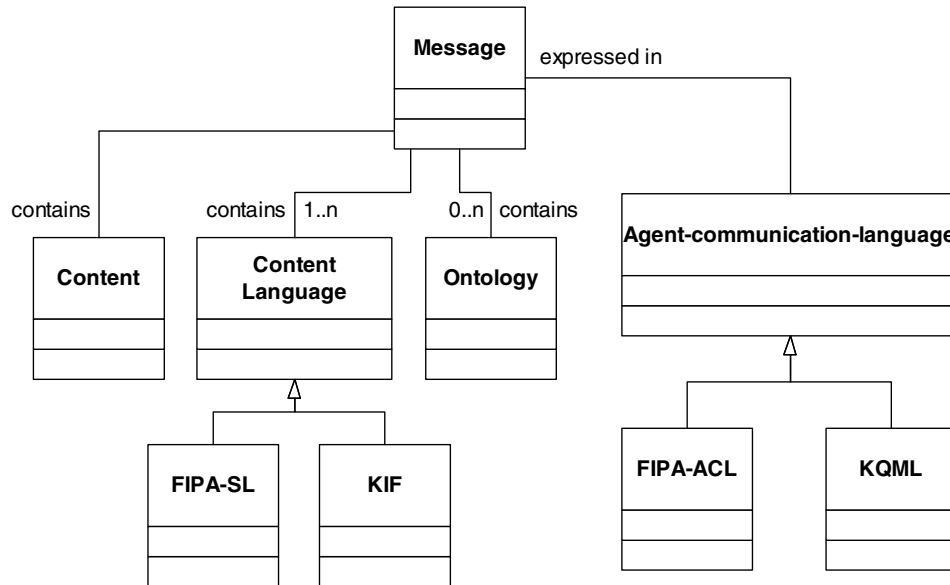 Message
expressed in
contains
contains
1..n
0..n
contains
Content
Content
Language
Ontology
Agent-communication-language
FIPA-SL
KIF
FIPA-ACL
KQML